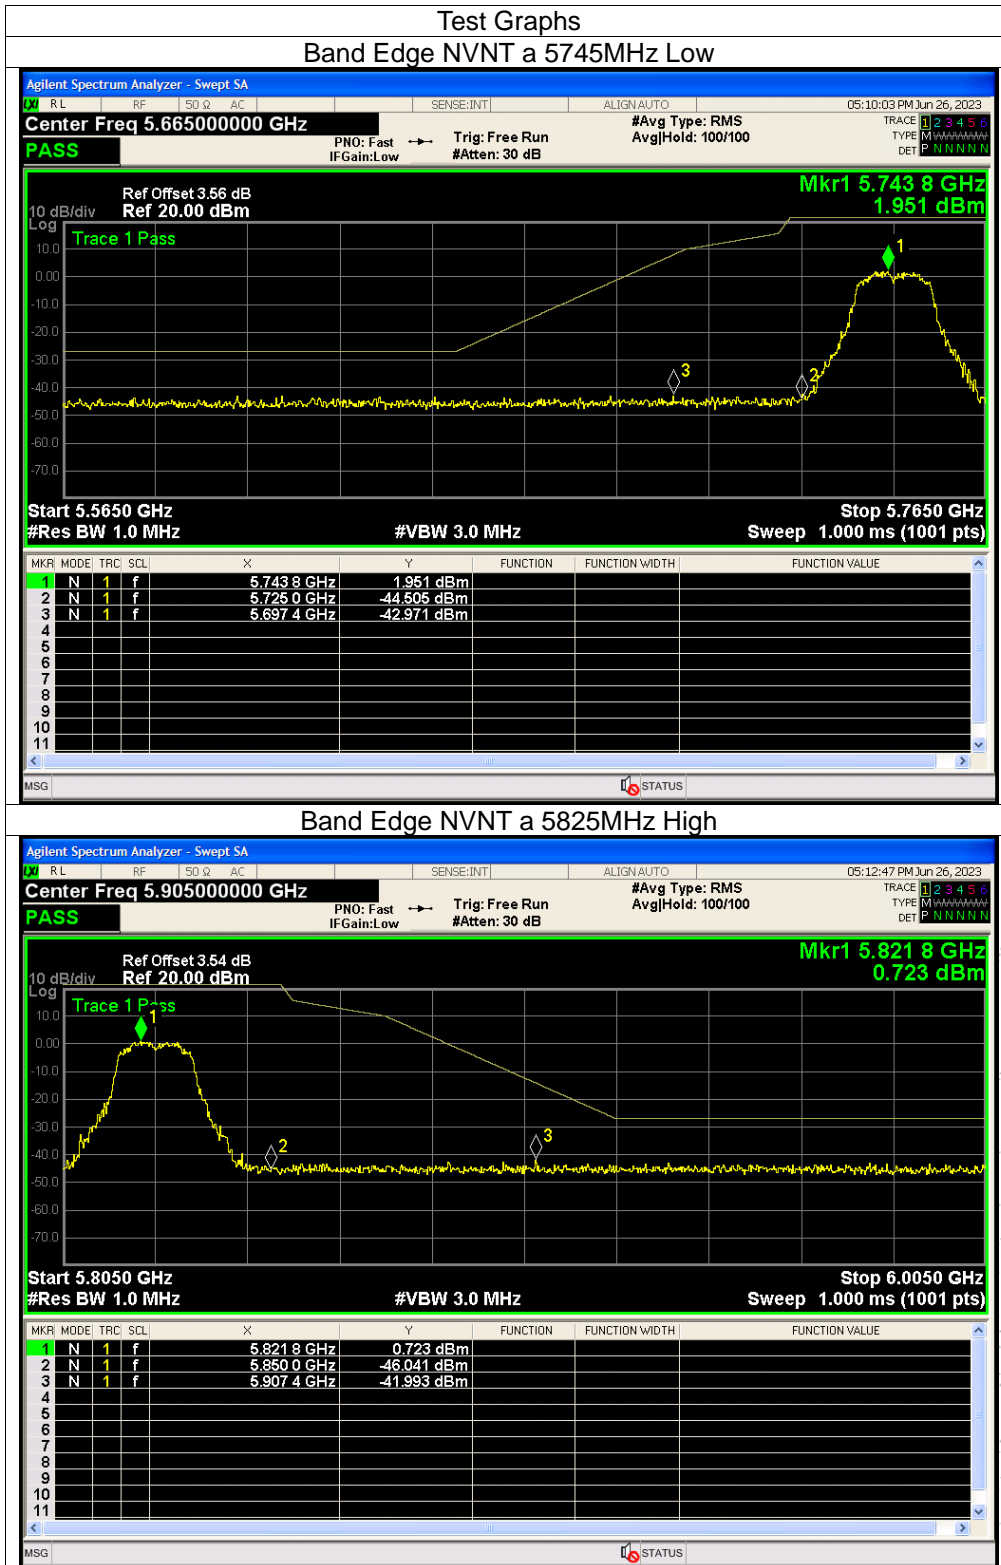 Test Graphs
Band Edge NVNT a 5745MHz Low
Agilent Spectrum Analyzer - Swept SA
LXI RL RF 50 Ω AC SENSE:INT ALIGN AUTO 05:10:03 PM Jun 26, 2023
Center Freq 5.665000000 GHz #Avg Type: RMS TRACE 1 2 3 4 5 6
PASS PNO: Fast Trig: Free Run Avg|Hold: 100/100 TYPE M
IFGain:Low #Atten: 30 dB DET P N N N N N
Mkr1 5.743 8 GHz
Ref Offset 3.56 dB
10 dB/div Ref 20.00 dBm 1.951 dBm
Log
Trace 1 Pass
10.0
1
0.00
-10.0
-20.0
-30.0
3
2
-40.0
-50.0
-60.0
-70.0
Start 5.5650 GHz Stop 5.7650 GHz
#Res BW 1.0 MHz #VBW 3.0 MHz Sweep 1.000 ms (1001 pts)
MKR MODE TRC SCL X Y FUNCTION FUNCTION WIDTH FUNCTION VALUE
1 N 1 f 5.743 8 GHz 1.951 dBm
2 N 1 f 5.725 0 GHz -44.505 dBm
3 N 1 f 5.697 4 GHz -42.971 dBm
4
5
6
7
8
9
10
11
MSG STATUS
Band Edge NVNT a 5825MHz High
Agilent Spectrum Analyzer - Swept SA
LXI RL RF 50 Ω AC SENSE:INT ALIGN AUTO 05:12:47 PM Jun 26, 2023
Center Freq 5.905000000 GHz #Avg Type: RMS TRACE 1 2 3 4 5 6
PASS PNO: Fast Trig: Free Run Avg|Hold: 100/100 TYPE M
IFGain:Low #Atten: 30 dB DET P N N N N N
Mkr1 5.821 8 GHz
Ref Offset 3.54 dB
10 dB/div Ref 20.00 dBm 0.723 dBm
Log
Trace 1 Pass
10.0
1
0.00
-10.0
-20.0
-30.0
3
2
-40.0
-50.0
-60.0
-70.0
Start 5.8050 GHz Stop 6.0050 GHz
#Res BW 1.0 MHz #VBW 3.0 MHz Sweep 1.000 ms (1001 pts)
MKR MODE TRC SCL X Y FUNCTION FUNCTION WIDTH FUNCTION VALUE
1 N 1 f 5.821 8 GHz 0.723 dBm
2 N 1 f 5.850 0 GHz -46.041 dBm
3 N 1 f 5.907 4 GHz -41.993 dBm
4
5
6
7
8
9
10
11
MSG STATUS